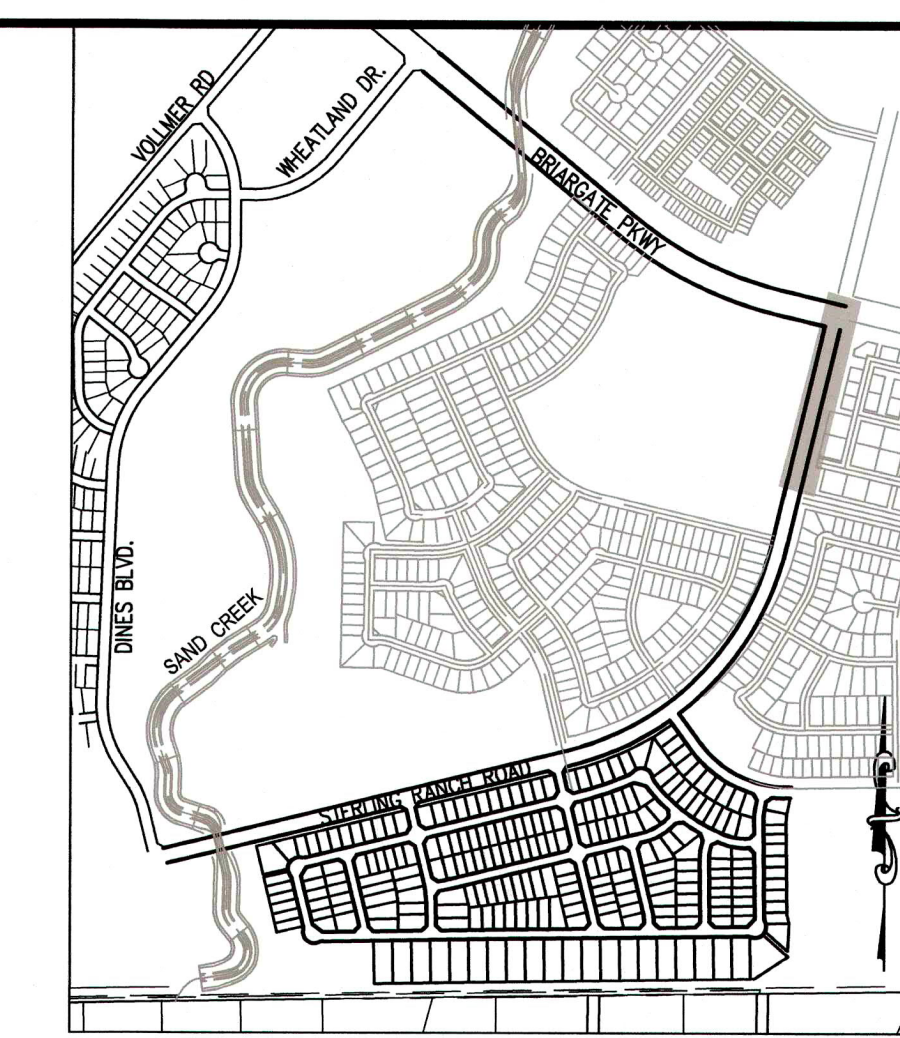 VOLLMER RD
WHEATLAND DR.
BRIARGATE PKWY
DINES BLVD.
SAND CREEK
STERLING RANCH ROAD